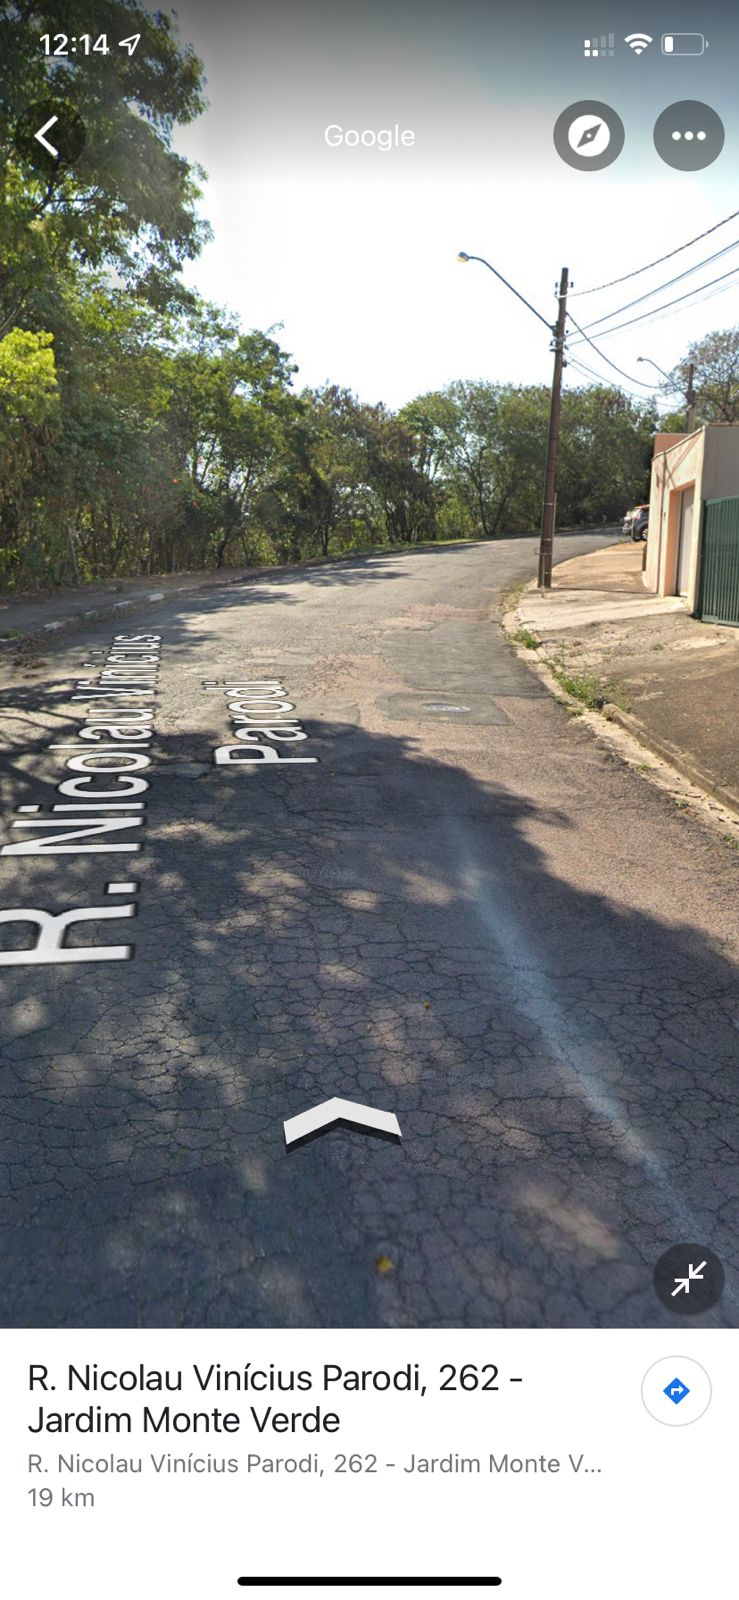 12:14
Google
R. Nicolau Vinícius
Parodi
R. Nicolau Vinícius Parodi, 262 -
Jardim Monte Verde
R. Nicolau Vinícius Parodi, 262 - Jardim Monte V...
19 km